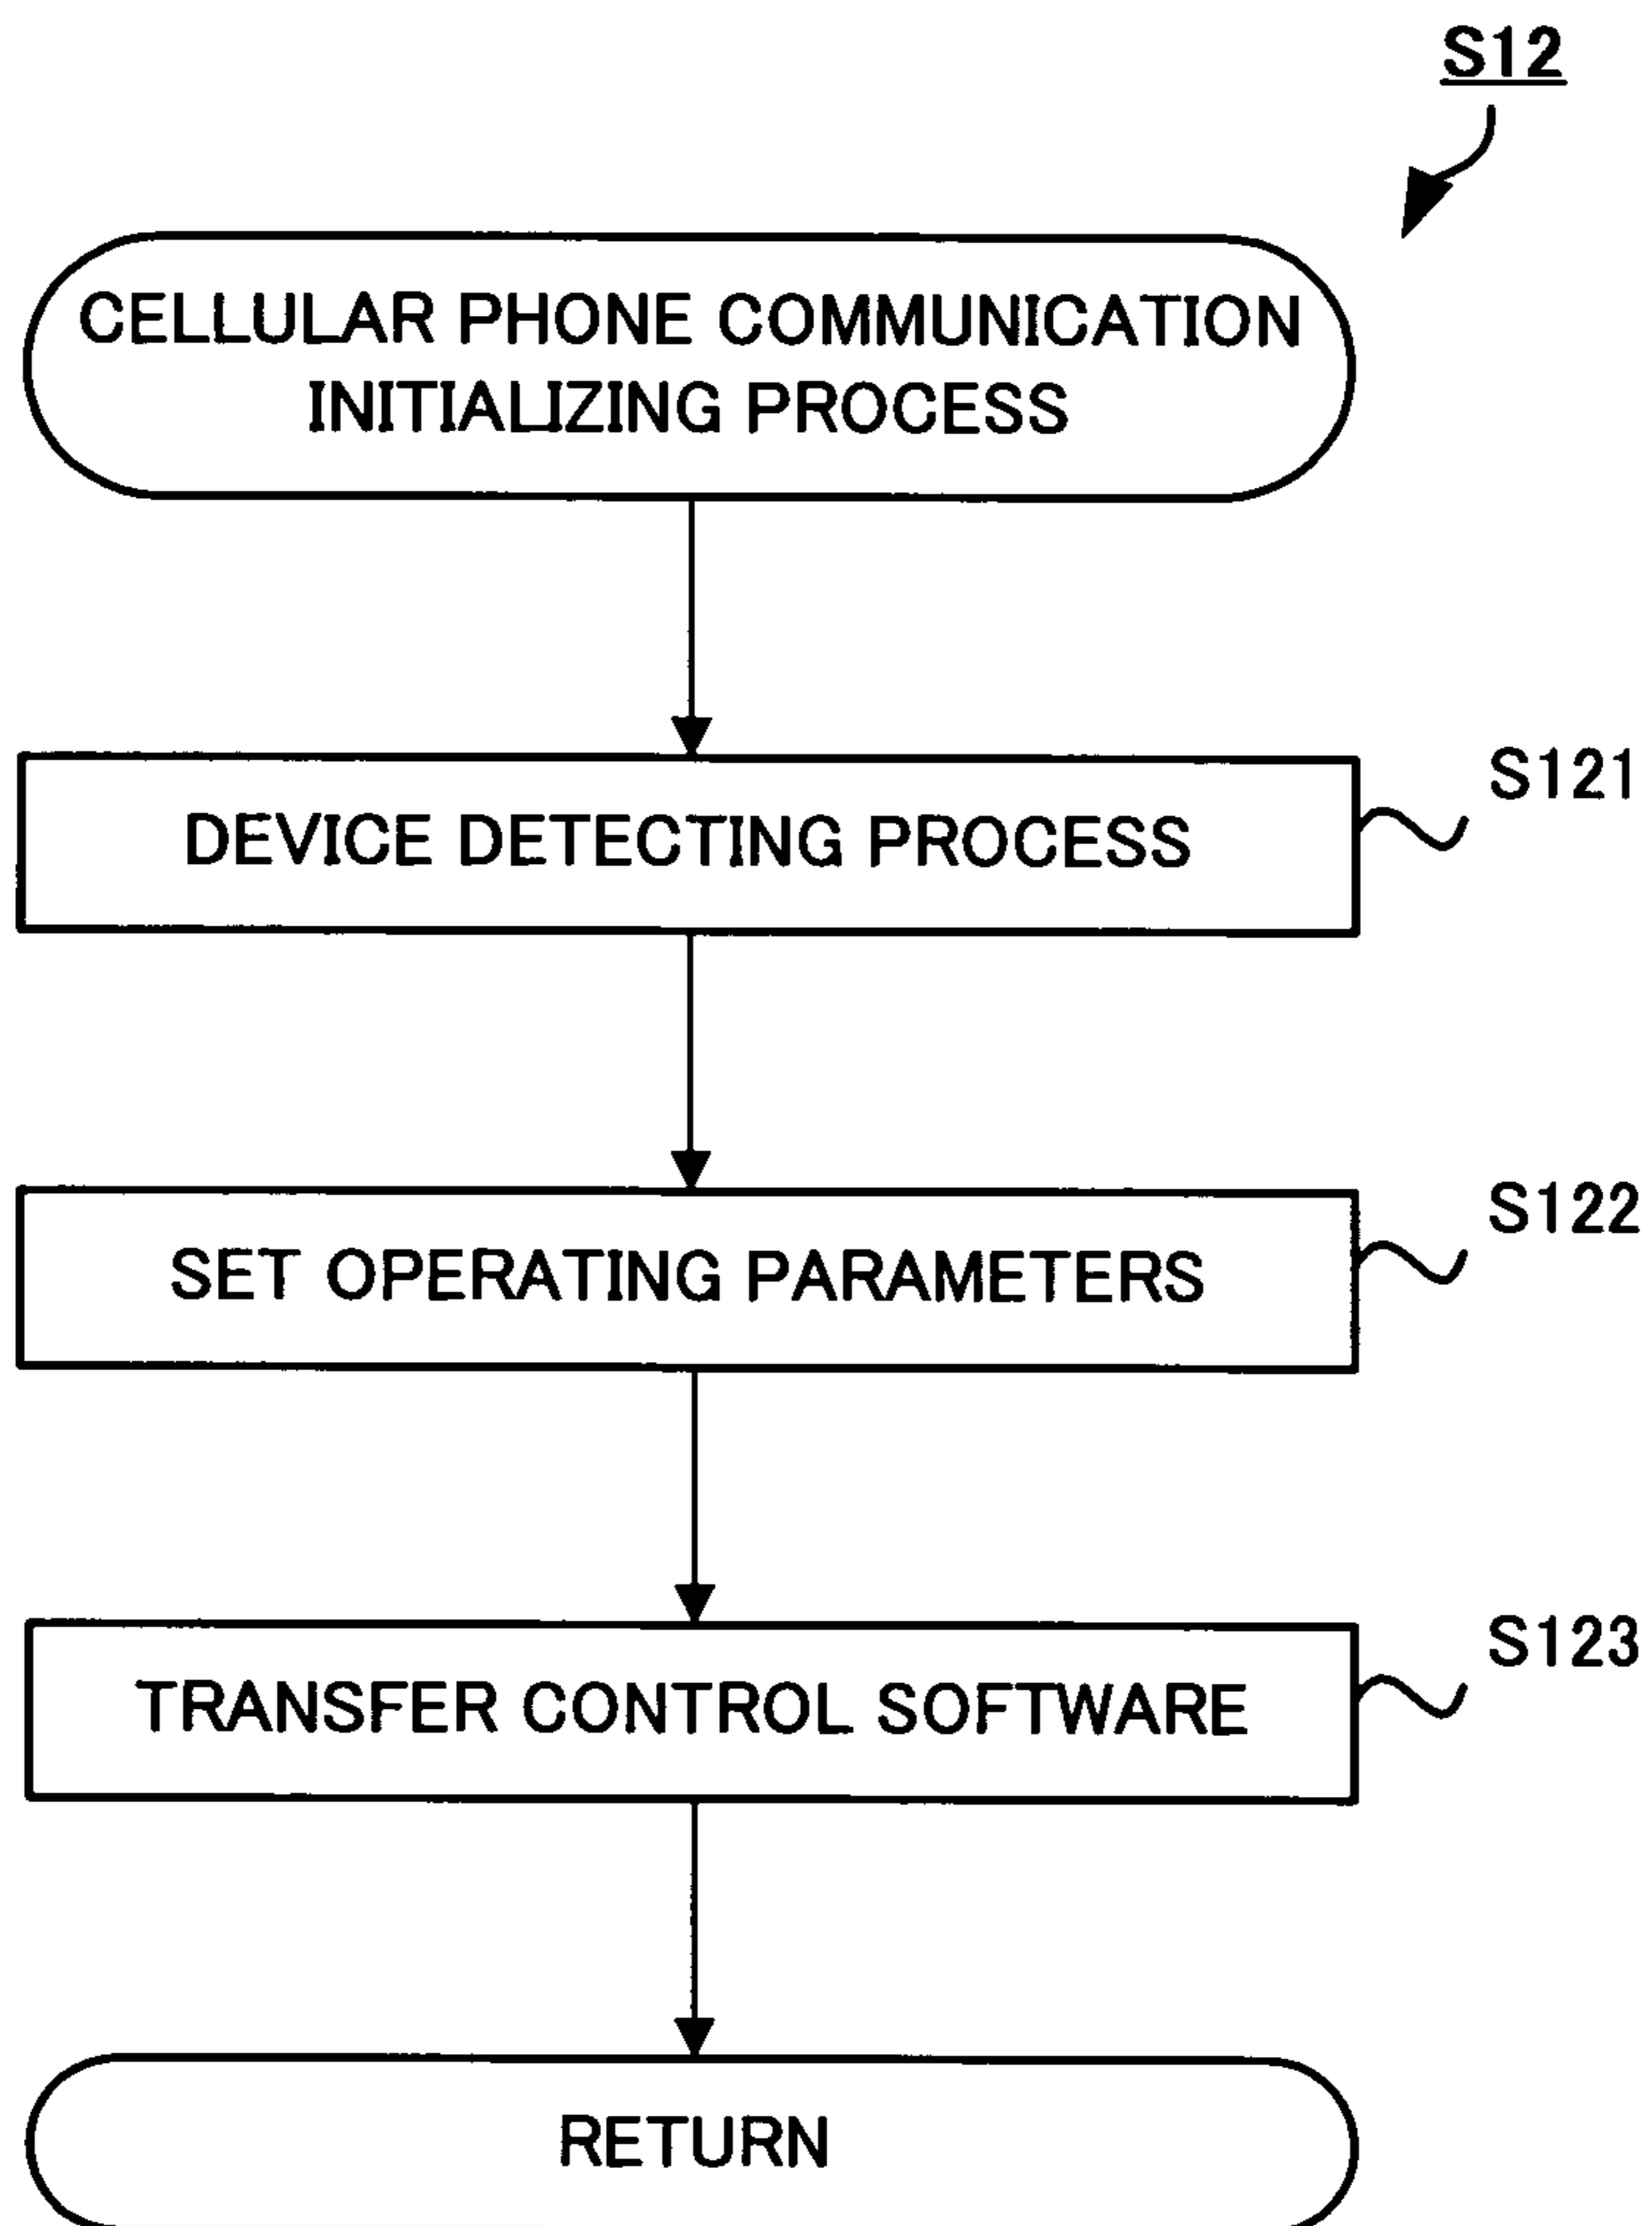 S12
CELLULAR PHONE COMMUNICATION
INITIALIZING PROCESS
S121
DEVICE DETECTING PROCESS
S122
SET OPERATING PARAMETERS
S123
TRANSFER CONTROL SOFTWARE
RETURN